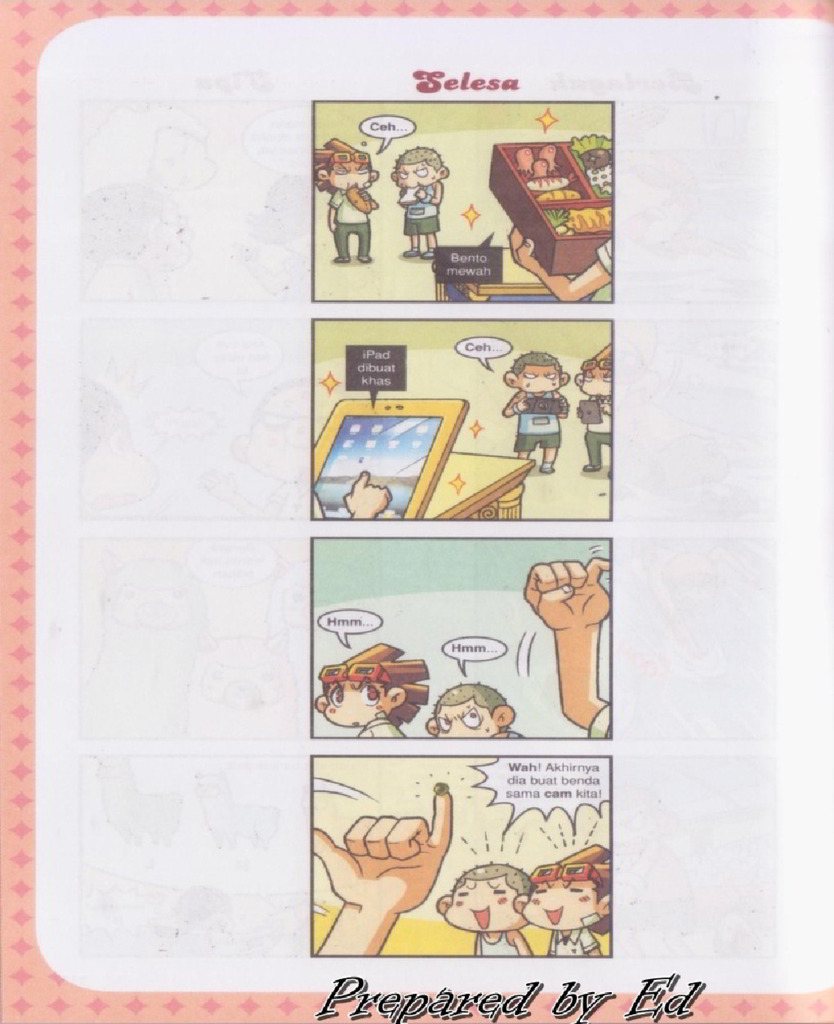 Selesa
Ceh...
Bento
mewah
iPad
dibuat
khas
Ceh...
Hmm...
Hmm...
Wah! Akhirnya
dia buat benda
sama cam kita!
Prepared by Ed